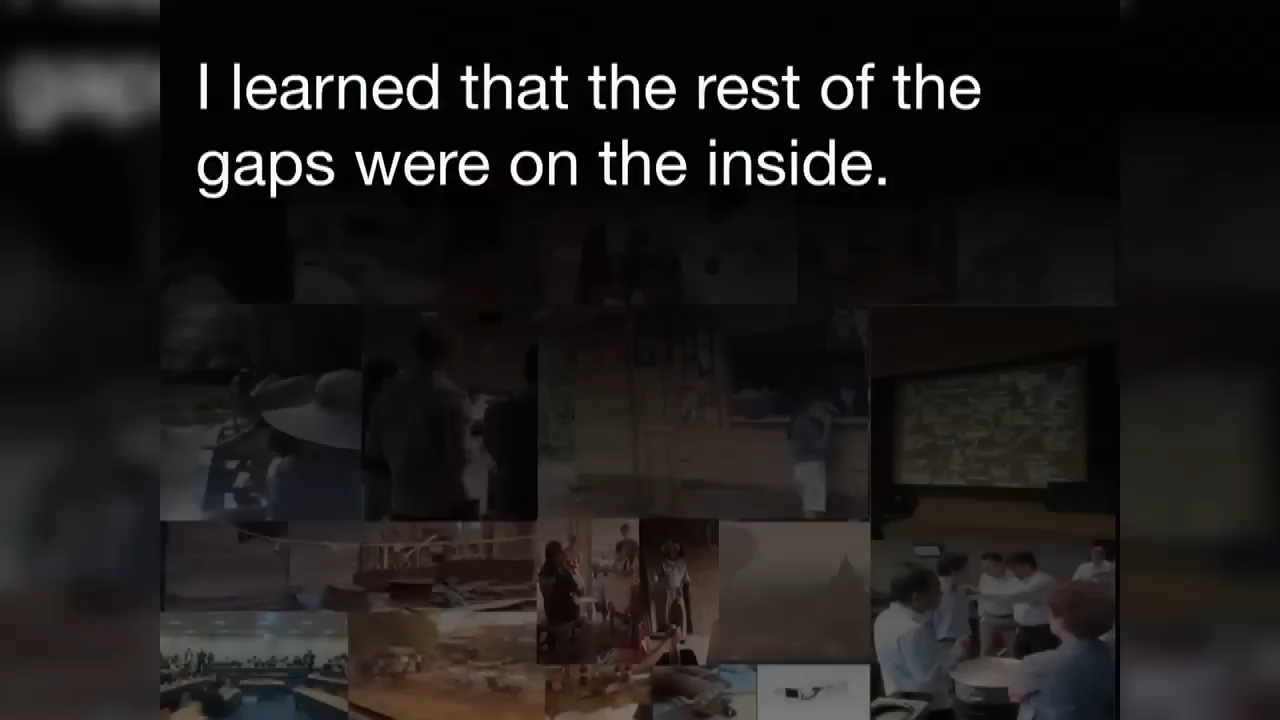 I learned that the rest of the
gaps were on the inside.